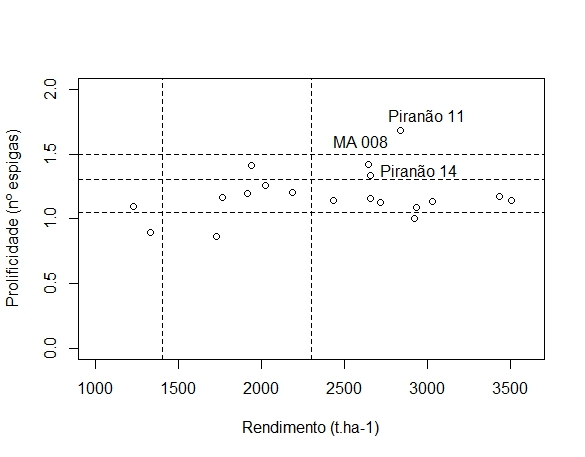 Prolificidade (nº espigas)
2.0
1.5
1.0
0.5
0.0
Piranão 11
MA 008
Piranão 14
1000 1500 2000 2500 3000 3500
Rendimento (t.ha-1)